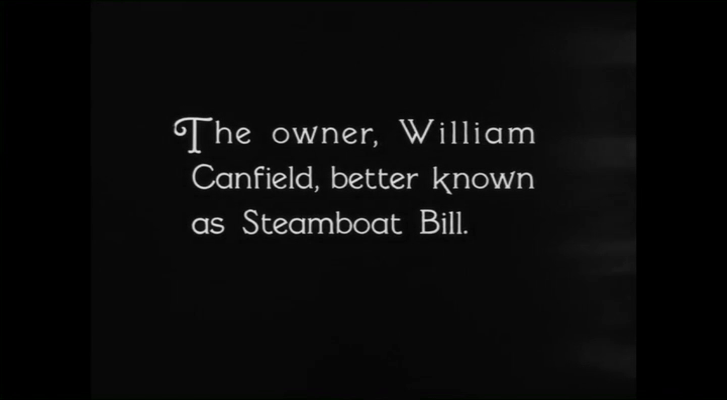 The owner, William
Canfield, better known
as Steamboat Bill.